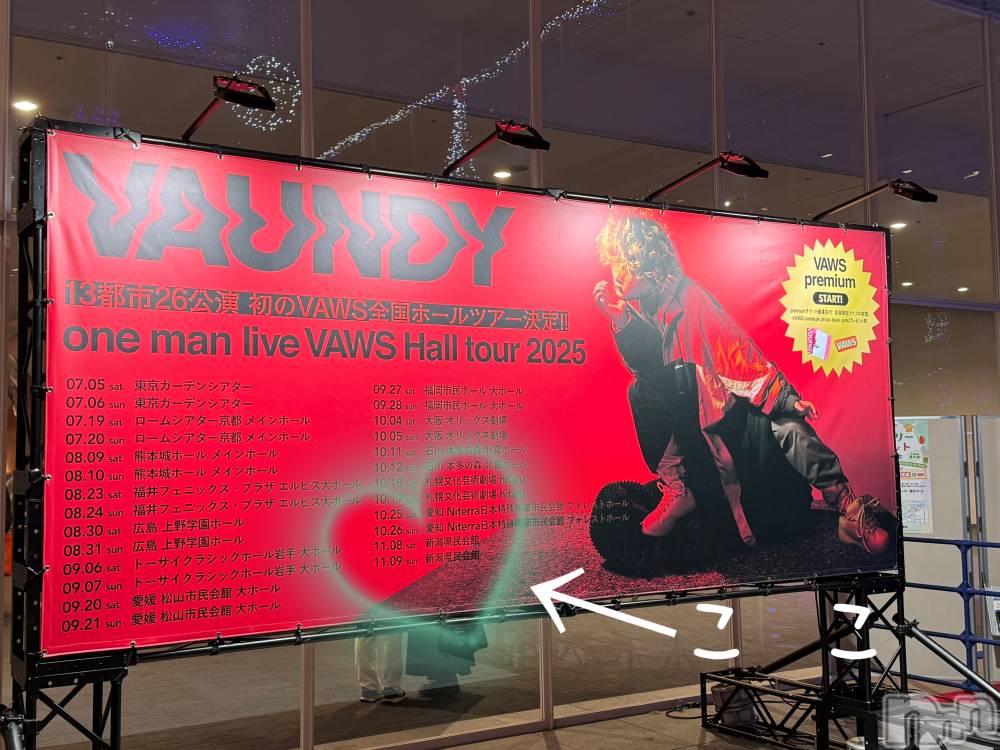 VAUNDY
13都市26公演 初のVAWS全国ホールツアー決定!!
one man live VAWS Hall tour 2025
07.05 sat 東京ガーデンシアター
07.06 sun 東京ガーデンシアター
07.19 sat ロームシアター京都 メインホール
07.20 sun ロームシアター京都 メインホール
08.09 sat 熊本城ホール メインホール
08.10 sun 熊本城ホール メインホール
08.23 sat 福井フェニックス・プラザ エルピス大ホール
08.24 sun 福井フェニックス・プラザ エルピス大ホール
08.30 sat 広島 上野学園ホール
08.31 sun 広島 上野学園ホール
09.06 sat トーサイクラシックホール岩手 大ホール
09.07 sun トーサイクラシックホール岩手 大ホール
09.20 sat 愛媛 松山市民会館 大ホール
09.21 sun 愛媛 松山市民会館 大ホール
09.27 sat 福岡市民ホール 大ホール
09.28 sun 福岡市民ホール 大ホール
10.04 sat 大阪 オリックス劇場
10.05 sun 大阪 オリックス劇場
10.11 sat 石川 本多の森 北電ホール
10.12 sun 石川 本多の森 北電ホール
10.18 sat 札幌文化芸術劇場 hitaru
10.19 sun 札幌文化芸術劇場 hitaru
10.25 sat 愛知 Niterra日本特殊陶業市民会館 フォレストホール
10.26 sun 愛知 Niterra日本特殊陶業市民会館 フォレストホール
11.08 sat 新潟県民会館
11.09 sun 新潟県民会館
VAWS
premium
START!
VAWS
ココ